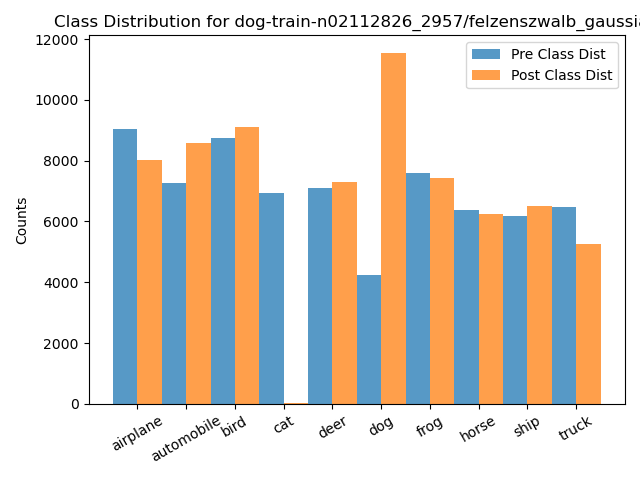 Class Distribution for dog-train-n02112826_2957/felzenszwalb_gaussia
Pre Class Dist
Post Class Dist
Counts
12000
10000
8000
6000
4000
2000
0
airplane
automobile
bird
cat
deer
dog
frog
horse
ship
truck